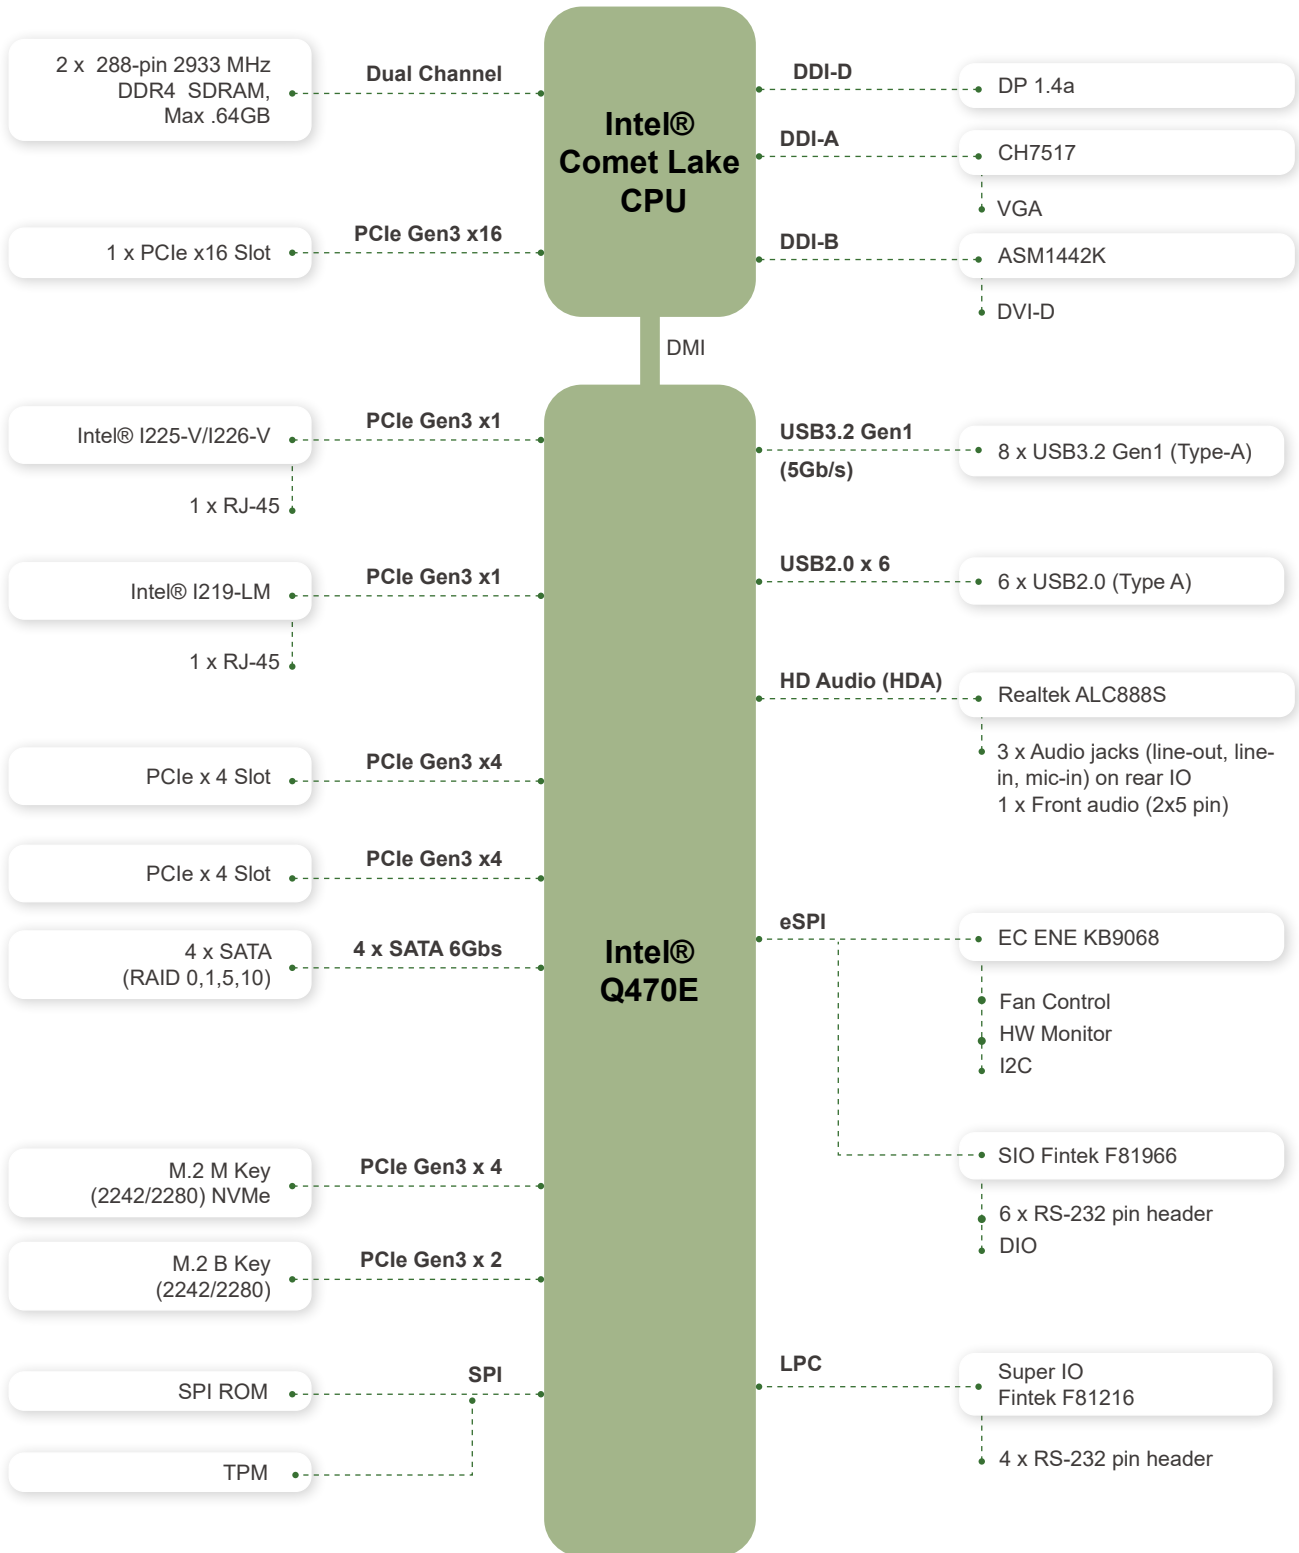 2 x  288-pin 2933 MHz
DDR4  SDRAM,
Max .64GB
Dual Channel
Intel®
Comet Lake
CPU
DDI-D
DP 1.4a
DDI-A
CH7517
VGA
1 x PCIe x16 Slot
PCIe Gen3 x16
DDI-B
ASM1442K
DVI-D
DMI
Intel® I225-V/I226-V
PCIe Gen3 x1
1 x RJ-45
USB3.2 Gen1
(5Gb/s)
8 x USB3.2 Gen1 (Type-A)
Intel® I219-LM
PCIe Gen3 x1
1 x RJ-45
USB2.0 x 6
6 x USB2.0 (Type A)
HD Audio (HDA)
Realtek ALC888S
3 x Audio jacks (line-out, line-
in, mic-in) on rear IO
1 x Front audio (2x5 pin)
PCIe x 4 Slot
PCIe Gen3 x4
PCIe x 4 Slot
PCIe Gen3 x4
4 x SATA
(RAID 0,1,5,10)
4 x SATA 6Gbs
Intel®
Q470E
eSPI
EC ENE KB9068
Fan Control
HW Monitor
I2C
SIO Fintek F81966
6 x RS-232 pin header
DIO
M.2 M Key
(2242/2280) NVMe
PCIe Gen3 x 4
M.2 B Key
(2242/2280)
PCIe Gen3 x 2
SPI ROM
SPI
TPM
LPC
Super IO
Fintek F81216
4 x RS-232 pin header